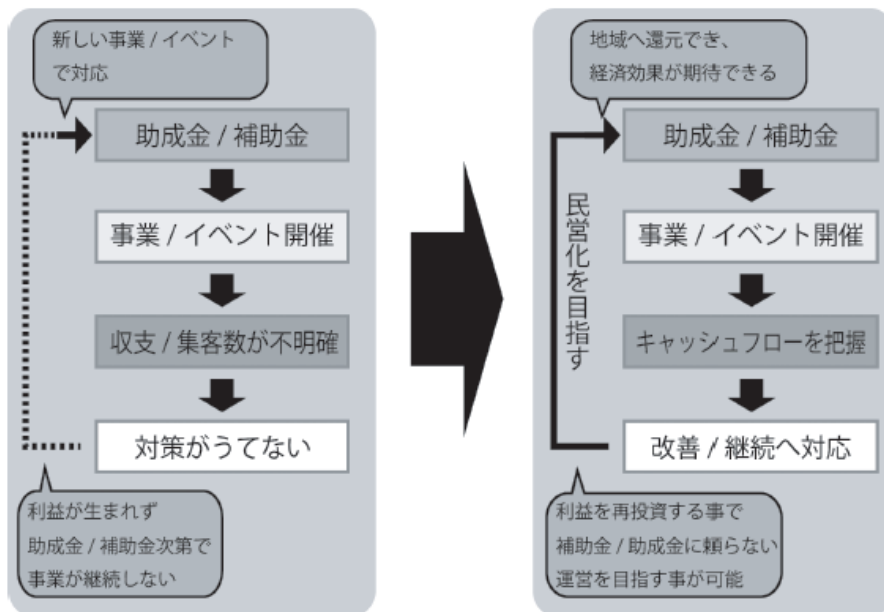 新しい事業 / イベント
で対応
助成金 / 補助金
事業 / イベント開催
収支 / 集客数が不明確
対策がうてない
利益が生まれず
助成金 / 補助金次第で
事業が継続しない
地域へ還元でき、
経済効果が期待できる
助成金 / 補助金
事業 / イベント開催
キャッシュフローを把握
改善 / 継続へ対応
民営化を目指す
利益を再投資する事で
補助金 / 助成金に頼らない
運営を目指す事が可能